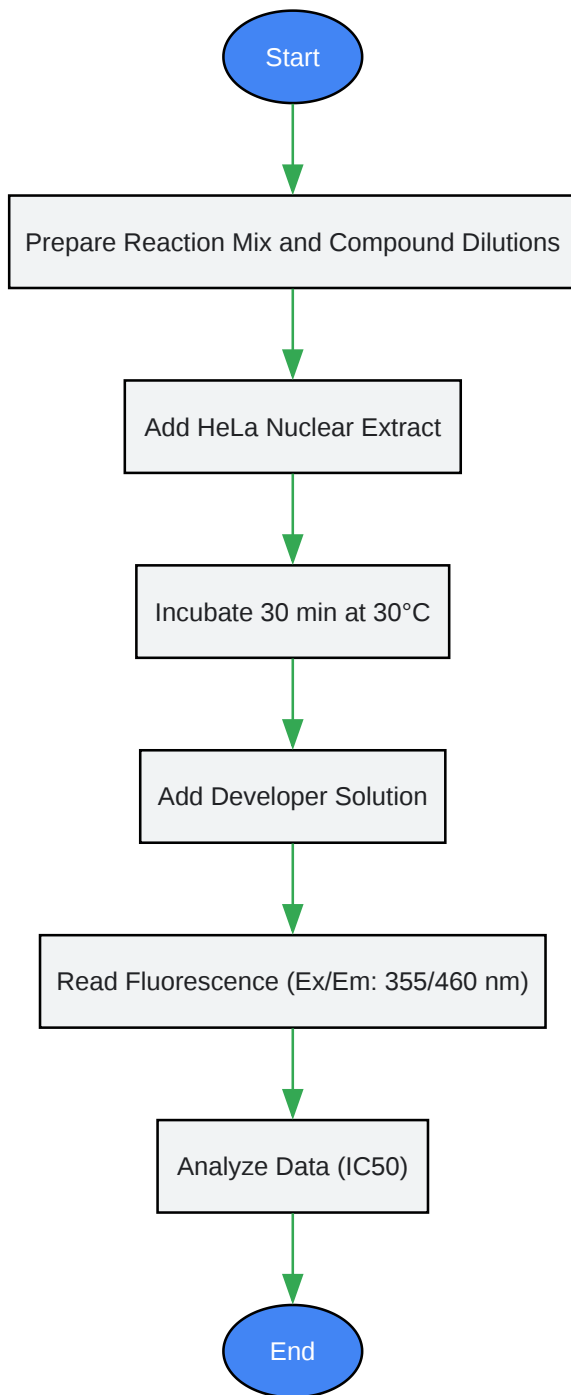 Start
Prepare Reaction Mix and Compound Dilutions
Add HeLa Nuclear Extract
Incubate 30 min at 30°C
Add Developer Solution
Read Fluorescence (Ex/Em: 355/460 nm)
Analyze Data (IC50)
End